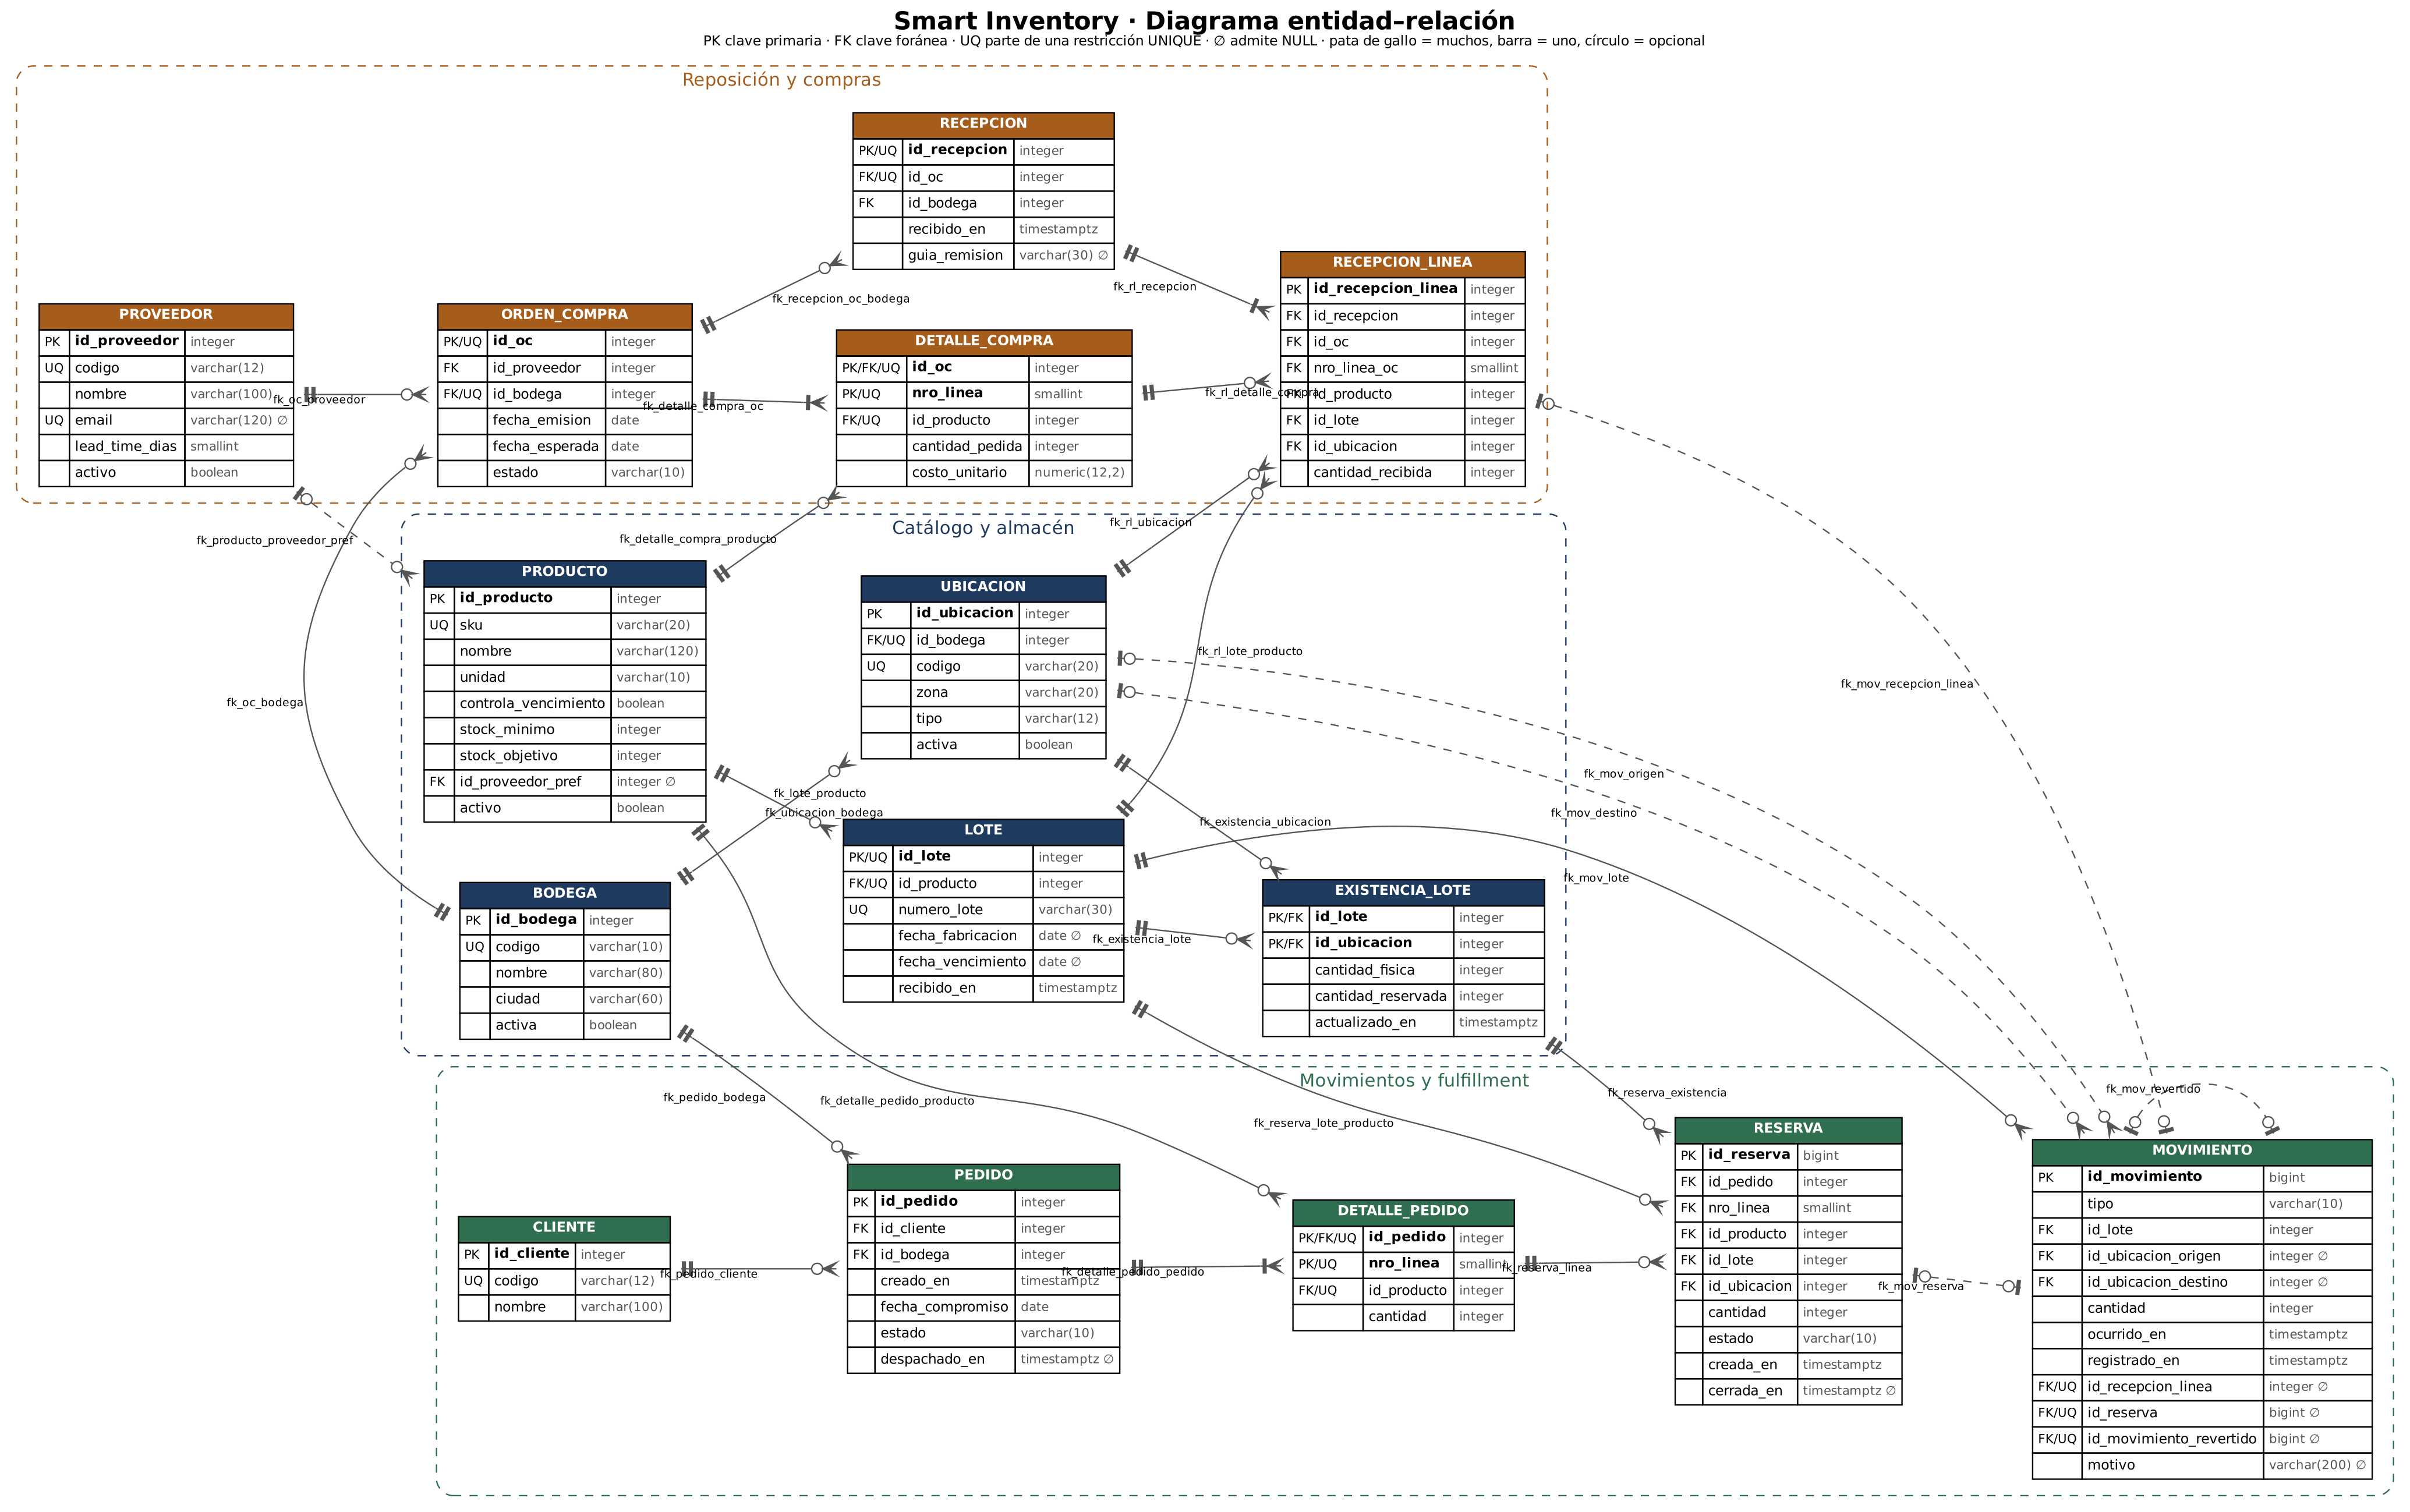 Smart Inventory · Diagrama entidad–relación
PK clave primaria · FK clave foránea · UQ parte de una restricción UNIQUE · ∅ admite NULL · pata de gallo = muchos, barra = uno, círculo = opcional
Reposición y compras
RECEPCION
PK/UQ id_recepcion integer
FK/UQ id_oc integer
FK id_bodega integer
recibido_en timestamptz
guia_remision varchar(30) ∅
fk_recepcion_oc_bodega
fk_rl_recepcion
PROVEEDOR
PK id_proveedor integer
UQ codigo varchar(12)
nombre varchar(100)
UQ email varchar(120) ∅
lead_time_dias smallint
activo boolean
fk_oc_proveedor
ORDEN_COMPRA
PK/UQ id_oc integer
FK id_proveedor integer
FK/UQ id_bodega integer
fecha_emision date
fecha_esperada date
estado varchar(10)
fk_detalle_compra_oc
DETALLE_COMPRA
PK/FK/UQ id_oc integer
PK/UQ nro_linea smallint
FK/UQ id_producto integer
cantidad_pedida integer
costo_unitario numeric(12,2)
fk_rl_detalle_compra
RECEPCION_LINEA
PK id_recepcion_linea integer
FK id_recepcion integer
FK id_oc integer
FK nro_linea_oc smallint
FK id_producto integer
FK id_lote integer
FK id_ubicacion integer
cantidad_recibida integer
fk_producto_proveedor_pref
fk_detalle_compra_producto
fk_rl_ubicacion
fk_oc_bodega
fk_rl_lote_producto
fk_mov_recepcion_linea
Catálogo y almacén
PRODUCTO
PK id_producto integer
UQ sku varchar(20)
nombre varchar(120)
unidad varchar(10)
controla_vencimiento boolean
stock_minimo integer
stock_objetivo integer
FK id_proveedor_pref integer ∅
activo boolean
UBICACION
PK id_ubicacion integer
FK/UQ id_bodega integer
UQ codigo varchar(20)
zona varchar(20)
tipo varchar(12)
activa boolean
fk_mov_origen
fk_mov_destino
fk_lote_producto
fk_ubicacion_bodega
fk_existencia_ubicacion
LOTE
PK/UQ id_lote integer
FK/UQ id_producto integer
UQ numero_lote varchar(30)
fecha_fabricacion date ∅
fecha_vencimiento date ∅
recibido_en timestamptz
fk_mov_lote
fk_existencia_lote
BODEGA
PK id_bodega integer
UQ codigo varchar(10)
nombre varchar(80)
ciudad varchar(60)
activa boolean
EXISTENCIA_LOTE
PK/FK id_lote integer
PK/FK id_ubicacion integer
cantidad_fisica integer
cantidad_reservada integer
actualizado_en timestamptz
Movimientos y fulfillment
fk_pedido_bodega
fk_detalle_pedido_producto
fk_reserva_lote_producto
fk_reserva_existencia
fk_mov_revertido
CLIENTE
PK id_cliente integer
UQ codigo varchar(12)
nombre varchar(100)
fk_pedido_cliente
PEDIDO
PK id_pedido integer
FK id_cliente integer
FK id_bodega integer
creado_en timestamptz
fecha_compromiso date
estado varchar(10)
despachado_en timestamptz ∅
fk_detalle_pedido_pedido
DETALLE_PEDIDO
PK/FK/UQ id_pedido integer
PK/UQ nro_linea smallint
FK/UQ id_producto integer
cantidad integer
fk_reserva_linea
RESERVA
PK id_reserva bigint
FK id_pedido integer
FK nro_linea smallint
FK id_producto integer
FK id_lote integer
FK id_ubicacion integer
cantidad integer
estado varchar(10)
creada_en timestamptz
cerrada_en timestamptz ∅
fk_mov_reserva
MOVIMIENTO
PK id_movimiento bigint
tipo varchar(10)
FK id_lote integer
FK id_ubicacion_origen integer ∅
FK id_ubicacion_destino integer ∅
cantidad integer
ocurrido_en timestamptz
registrado_en timestamptz
FK/UQ id_recepcion_linea integer ∅
FK/UQ id_reserva bigint ∅
FK/UQ id_movimiento_revertido bigint ∅
motivo varchar(200) ∅